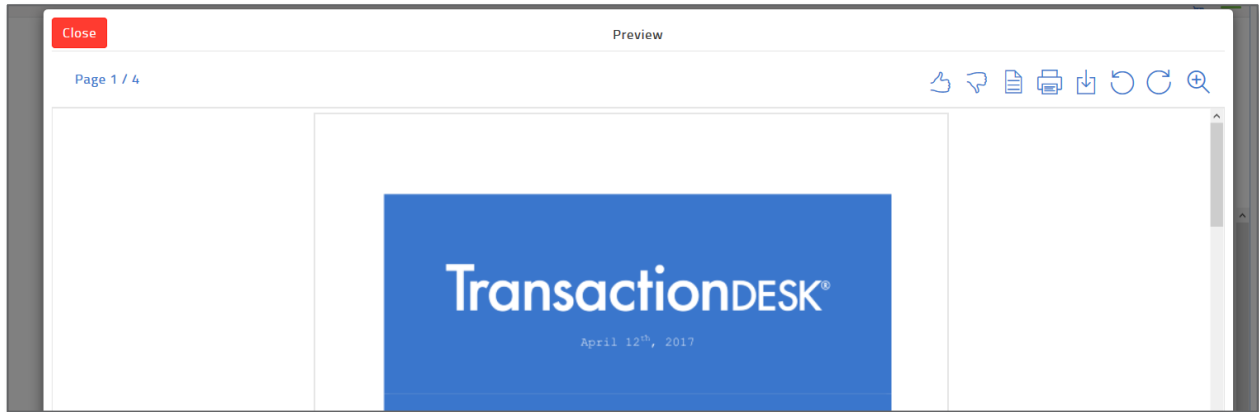 Close
Preview
Page 1 / 4
TransactionDESK®
April 12th, 2017